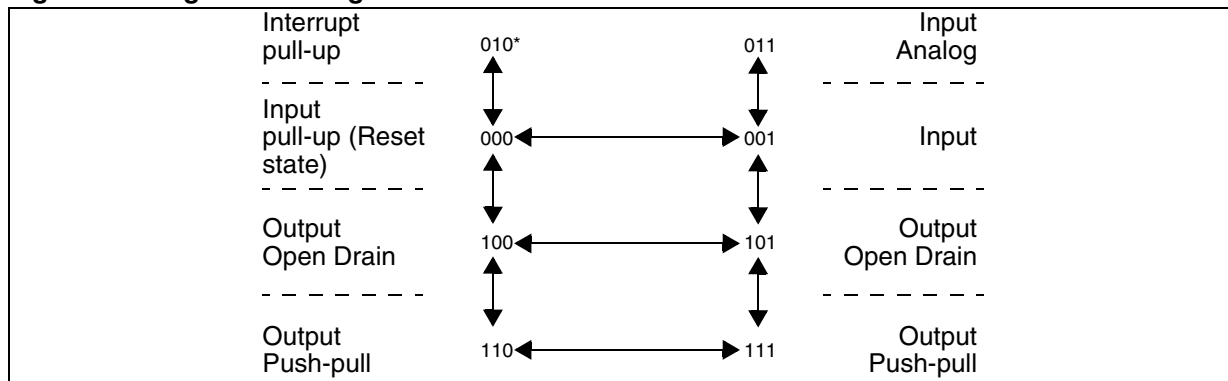 Interrupt
pull-up
010*
011
Input
Analog
Input
pull-up (Reset
state)
000
001
Input
Output
Open Drain
100
101
Output
Open Drain
Output
Push-pull
110
111
Output
Push-pull